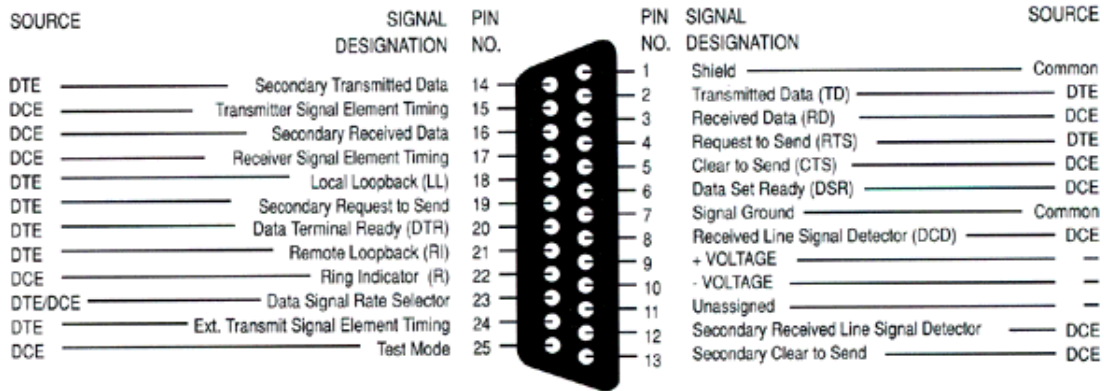 SOURCE SIGNAL DESIGNATION PIN NO.
DTE Secondary Transmitted Data 14
DCE Transmitter Signal Element Timing 15
DCE Secondary Received Data 16
DCE Receiver Signal Element Timing 17
DTE Local Loopback (LL) 18
DTE Secondary Request to Send 19
DTE Data Terminal Ready (DTR) 20
DTE Remote Loopback (RI) 21
DCE Ring Indicator (R) 22
DTE/DCE Data Signal Rate Selector 23
DTE Ext. Transmit Signal Element Timing 24
DCE Test Mode 25
PIN NO. SIGNAL DESIGNATION SOURCE
1 Shield Common
2 Transmitted Data (TD) DTE
3 Received Data (RD) DCE
4 Request to Send (RTS) DTE
5 Clear to Send (CTS) DCE
6 Data Set Ready (DSR) DCE
7 Signal Ground Common
8 Received Line Signal Detector (DCD) DCE
9 + VOLTAGE –
10 - VOLTAGE –
11 Unassigned –
12 Secondary Received Line Signal Detector DCE
13 Secondary Clear to Send DCE